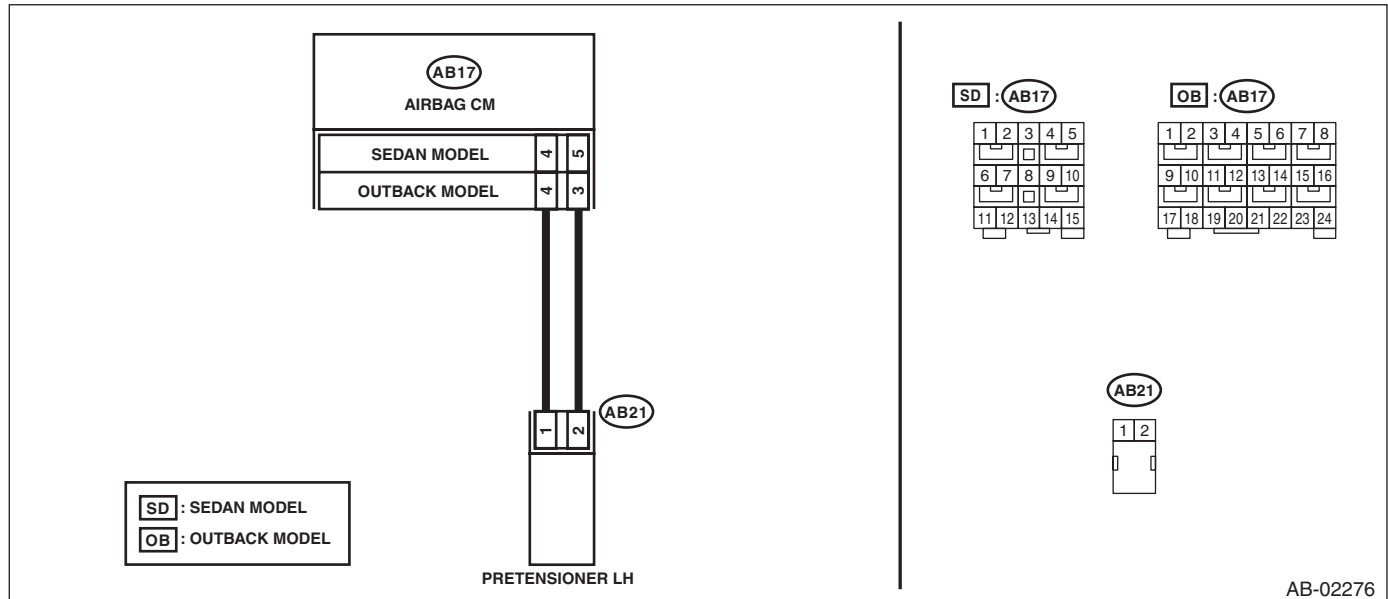 AB17
AIRBAG CM
SEDAN MODEL 4 5
OUTBACK MODEL 4 3
AB21
1 2
PRETENSIONER LH
SD : SEDAN MODEL
OB : OUTBACK MODEL
SD : AB17
1 2 3 4 5
6 7 8 9 10
11 12 13 14 15
OB : AB17
1 2 3 4 5 6 7 8
9 10 11 12 13 14 15 16
17 18 19 20 21 22 23 24
AB21
1 2
AB-02276